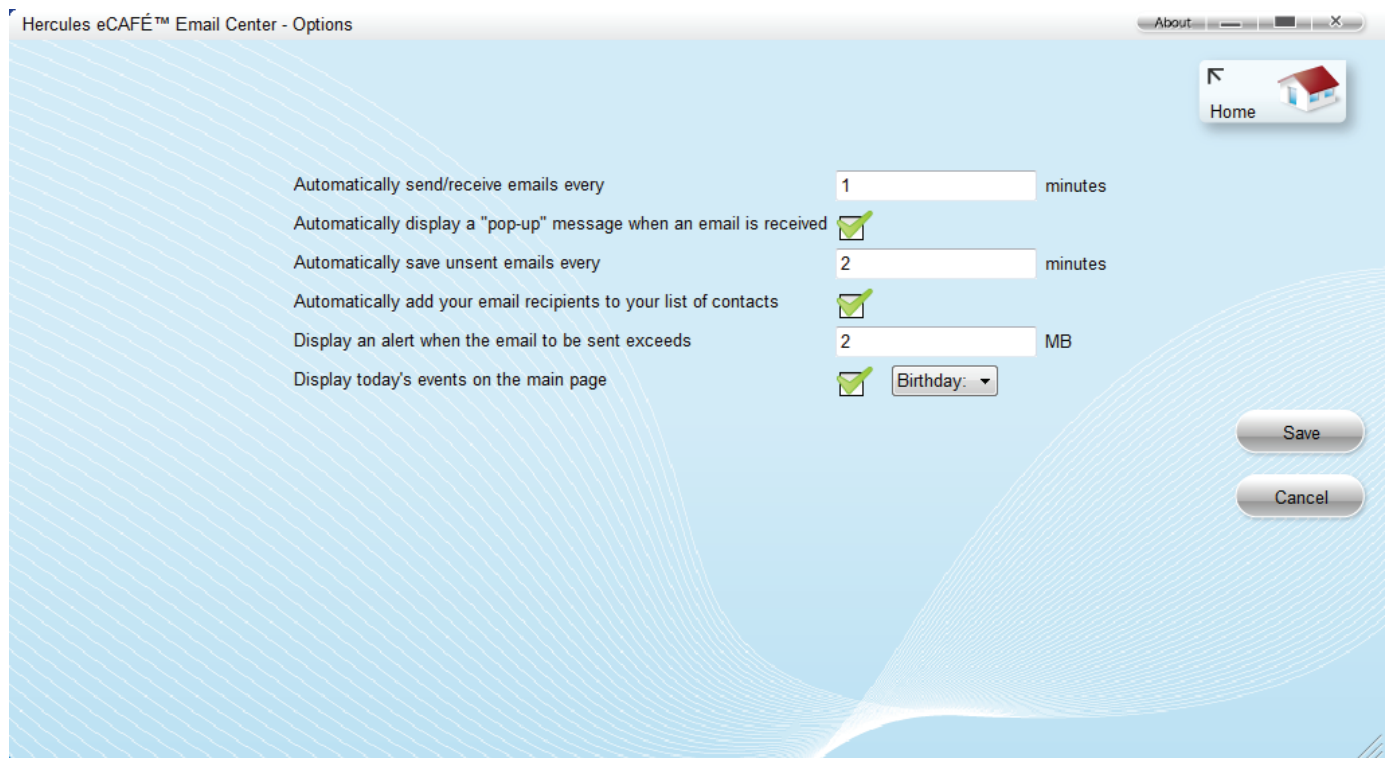 Hercules eCAFÉ™ Email Center - Options
About
Home
Automatically send/receive emails every 1 minutes
Automatically display a "pop-up" message when an email is received
Automatically save unsent emails every 2 minutes
Automatically add your email recipients to your list of contacts
Display an alert when the email to be sent exceeds 2 MB
Display today's events on the main page Birthday:
Save
Cancel